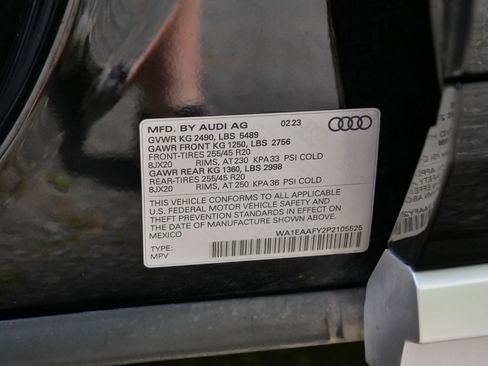 MFD. BY AUDI AG 02 23
GVWR KG 2490, LBS 5489
GAWR FRONT KG 1250, LBS 2756
FRONT-TIRES 255/45 R20
8JX20 RIMS, AT 230 KPA 33 PSI COLD
GAWR REAR KG 1360, LBS 2998
REAR-TIRES 255/45 R20
8JX20 RIMS, AT 250 KPA 36 PSI COLD
THIS VEHICLE CONFORMS TO ALL APPLICABLE
U.S. FEDERAL MOTOR VEHICLE SAFETY AND
THEFT PREVENTION STANDARDS IN EFFECT ON
THE DATE OF MANUFACTURE SHOWN ABOVE.
MEXICO
WA1EAAFY2P2105525
TYPE:
MPV